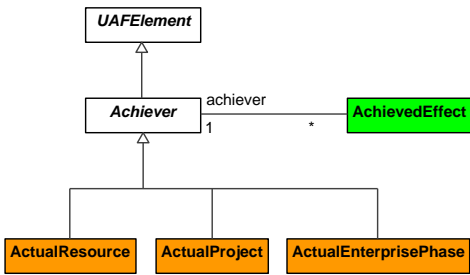 UAFElement
achiever
Achiever
AchievedEffect
1
*
ActualResource
ActualProject
ActualEnterprisePhase